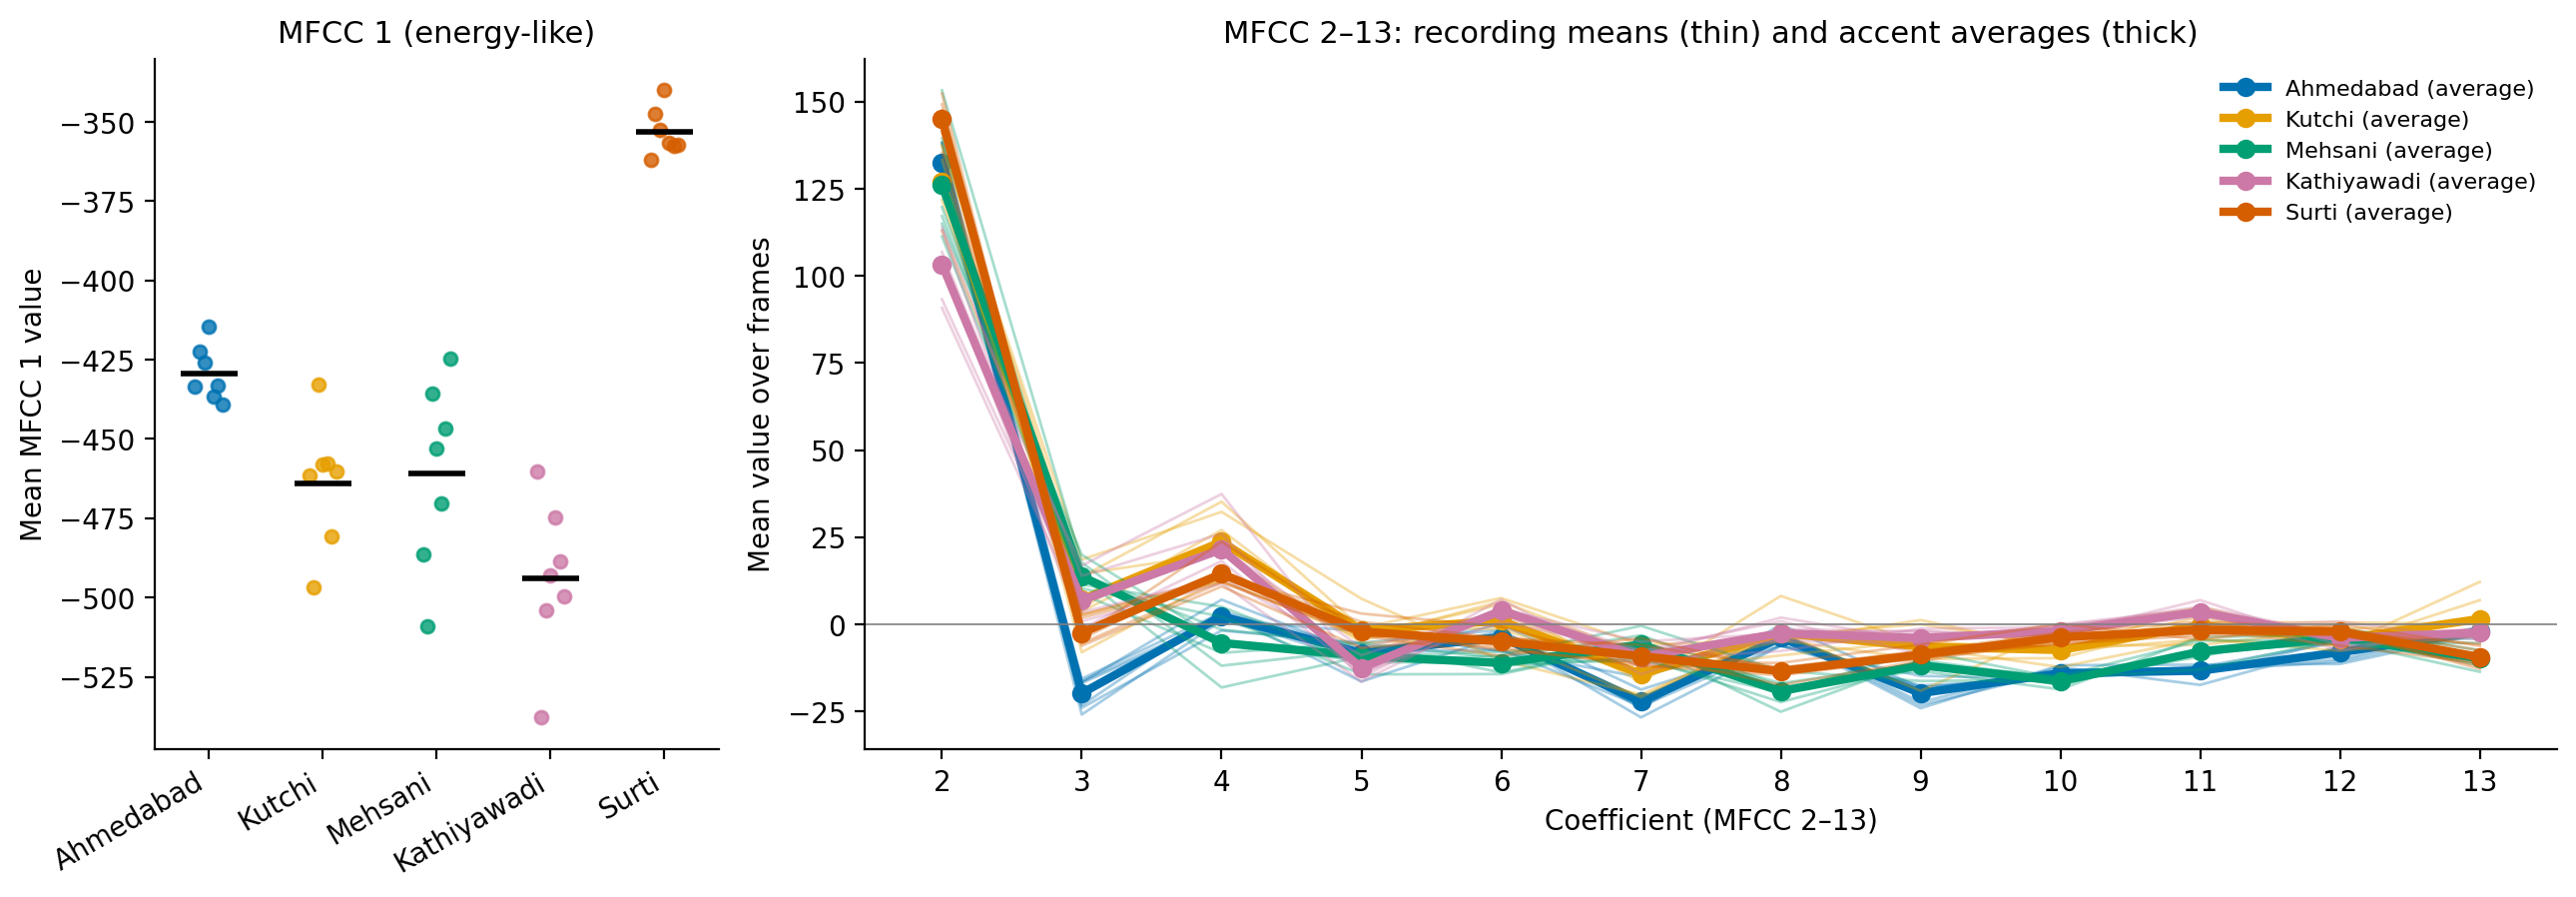 MFCC 1 (energy-like)
Mean MFCC 1 value
−350
−375
−400
−425
−450
−475
−500
−525
Ahmedabad
Kutchi
Mehsani
Kathiyawadi
Surti
MFCC 2–13: recording means (thin) and accent averages (thick)
Mean value over frames
150
125
100
75
50
25
0
−25
2 3 4 5 6 7 8 9 10 11 12 13
Coefficient (MFCC 2–13)
Ahmedabad (average)
Kutchi (average)
Mehsani (average)
Kathiyawadi (average)
Surti (average)